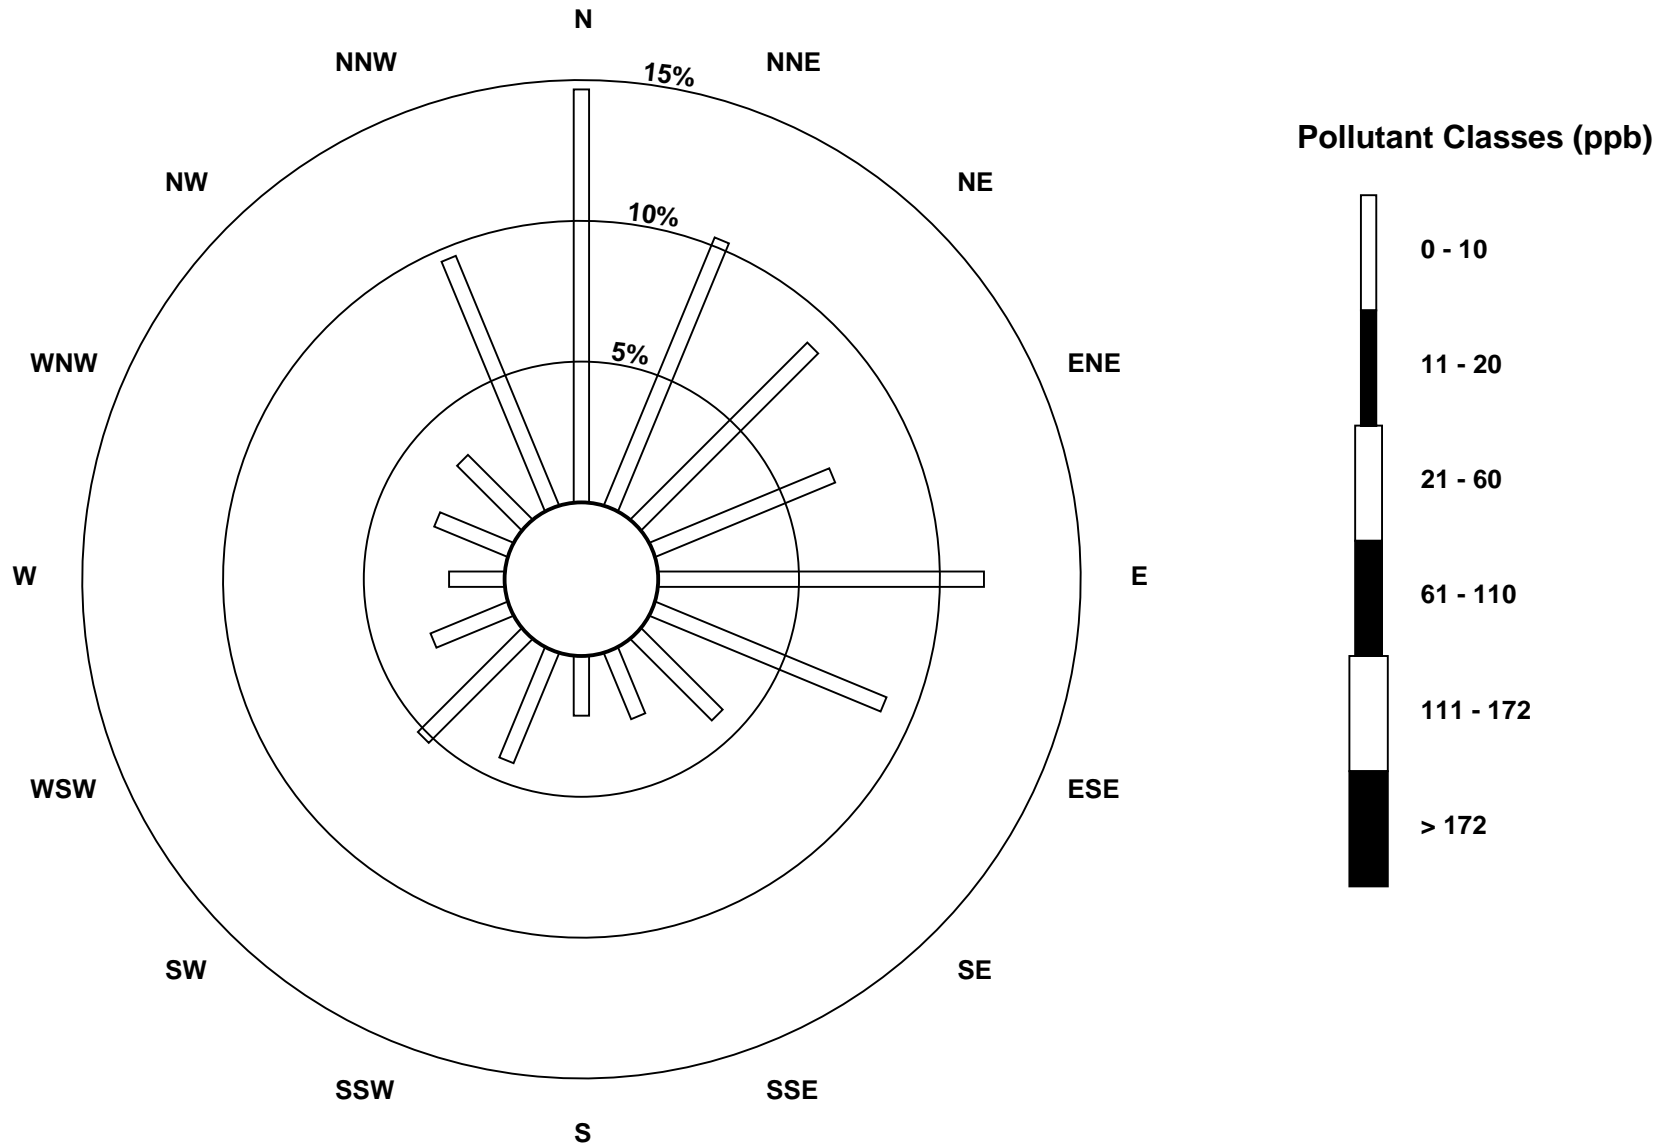 N
NNW
NNE
15%
Pollutant Classes (ppb)
NW
NE
10%
0 - 10
5%
WNW
ENE
11 - 20
21 - 60
W
E
61 - 110
111 - 172
WSW
ESE
> 172
SW
SE
SSW
SSE
S